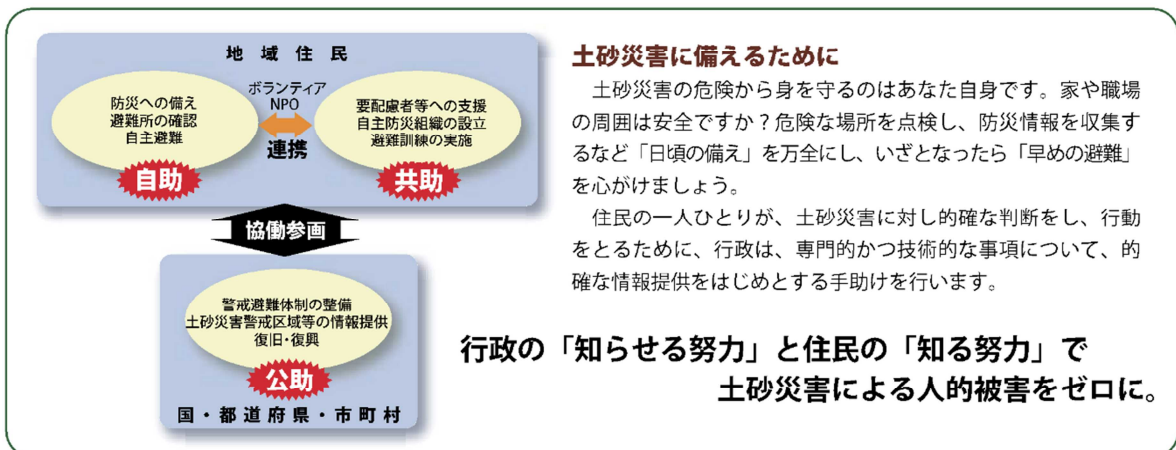 地域住民
防災への備え
避難所の確認
自主避難
自助
ボランティア
NPO
連携
要配慮者等への支援
自主防災組織の設立
避難訓練の実施
共助
協働参画
警戒避難体制の整備
土砂災害警戒区域等の情報提供
復旧・復興
公助
国・都道府県・市町村
土砂災害に備えるために
土砂災害の危険から身を守るのはあなた自身です。家や職場
の周囲は安全ですか？危険な場所を点検し、防災情報を収集す
るなど「日頃の備え」を万全にし、いざとなったら「早めの避難」
を心がけましょう。
住民の一人ひとりが、土砂災害に対し的確な判断をし、行動
をとるために、行政は、専門的かつ技術的な事項について、的
確な情報提供をはじめとする手助けを行います。
行政の「知らせる努力」と住民の「知る努力」で
土砂災害による人的被害をゼロに。